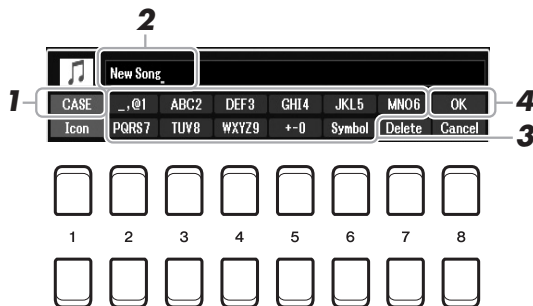 2
New Song_
1 CASE _,@1 ABC2 DEF3 GHI4 JKL5 MNO6 OK 4
Icon PQRS7 TUV8 WXYZ9 +-0 Symbol Delete Cancel 3
1 2 3 4 5 6 7 8